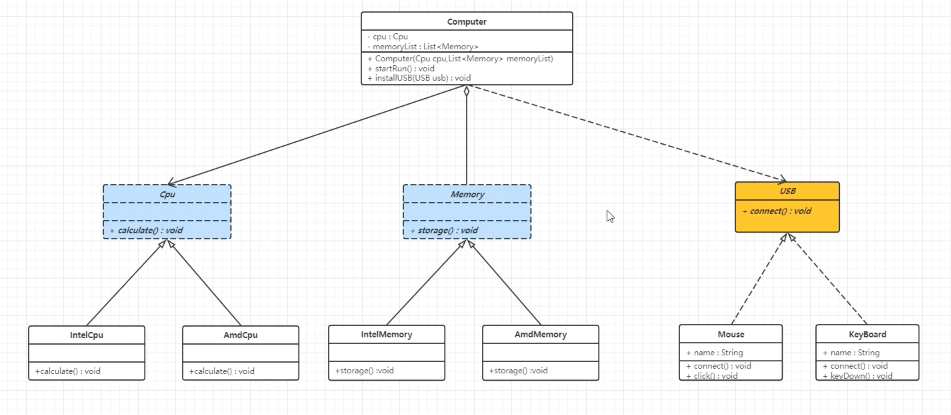 Computer
- cpu : Cpu
- memoryList : List<Memory>
+ Computer(Cpu cpu,List<Memory> memoryList)
+ startRun() : void
+ installUSB(USB usb) : void
Cpu
+ calculate() : void
Memory
+ storage() : void
USB
+ connect() : void
IntelCpu
+calculate() : void
AmdCpu
+calculate() : void
IntelMemory
+storage() :void
AmdMemory
+storage() :void
Mouse
+ name : String
+ connect() : void
+ click() : void
KeyBoard
+ name : String
+ connect() : void
+ keyDown() : void